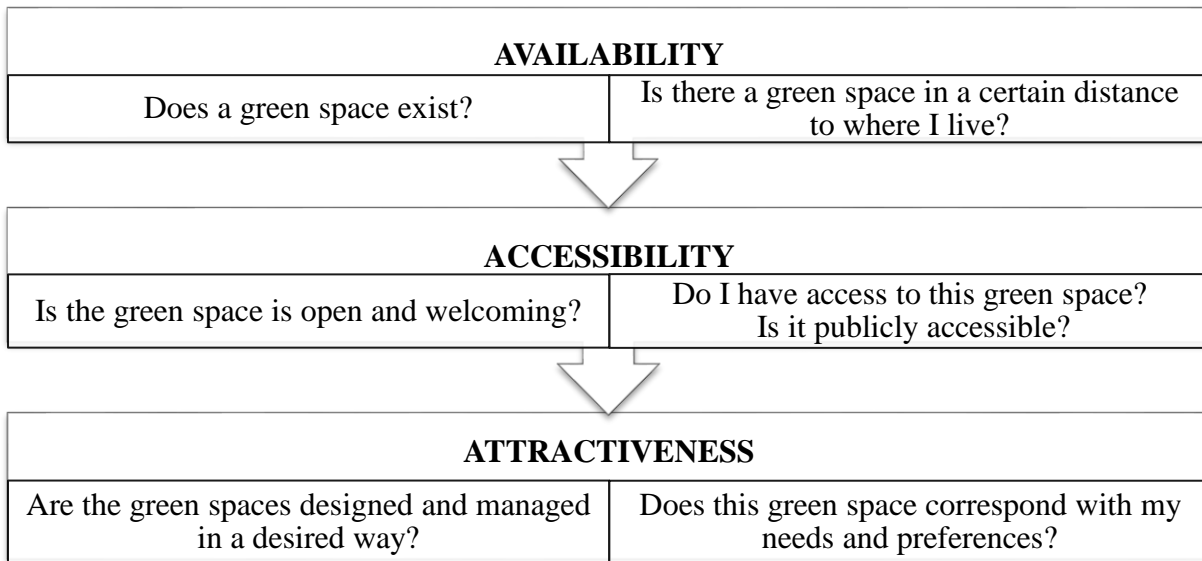 AVAILABILITY
Does a green space exist?
Is there a green space in a certain distance
to where I live?
ACCESSIBILITY
Is the green space is open and welcoming?
Do I have access to this green space?
Is it publicly accessible?
ATTRACTIVENESS
Are the green spaces designed and managed
in a desired way?
Does this green space correspond with my
needs and preferences?